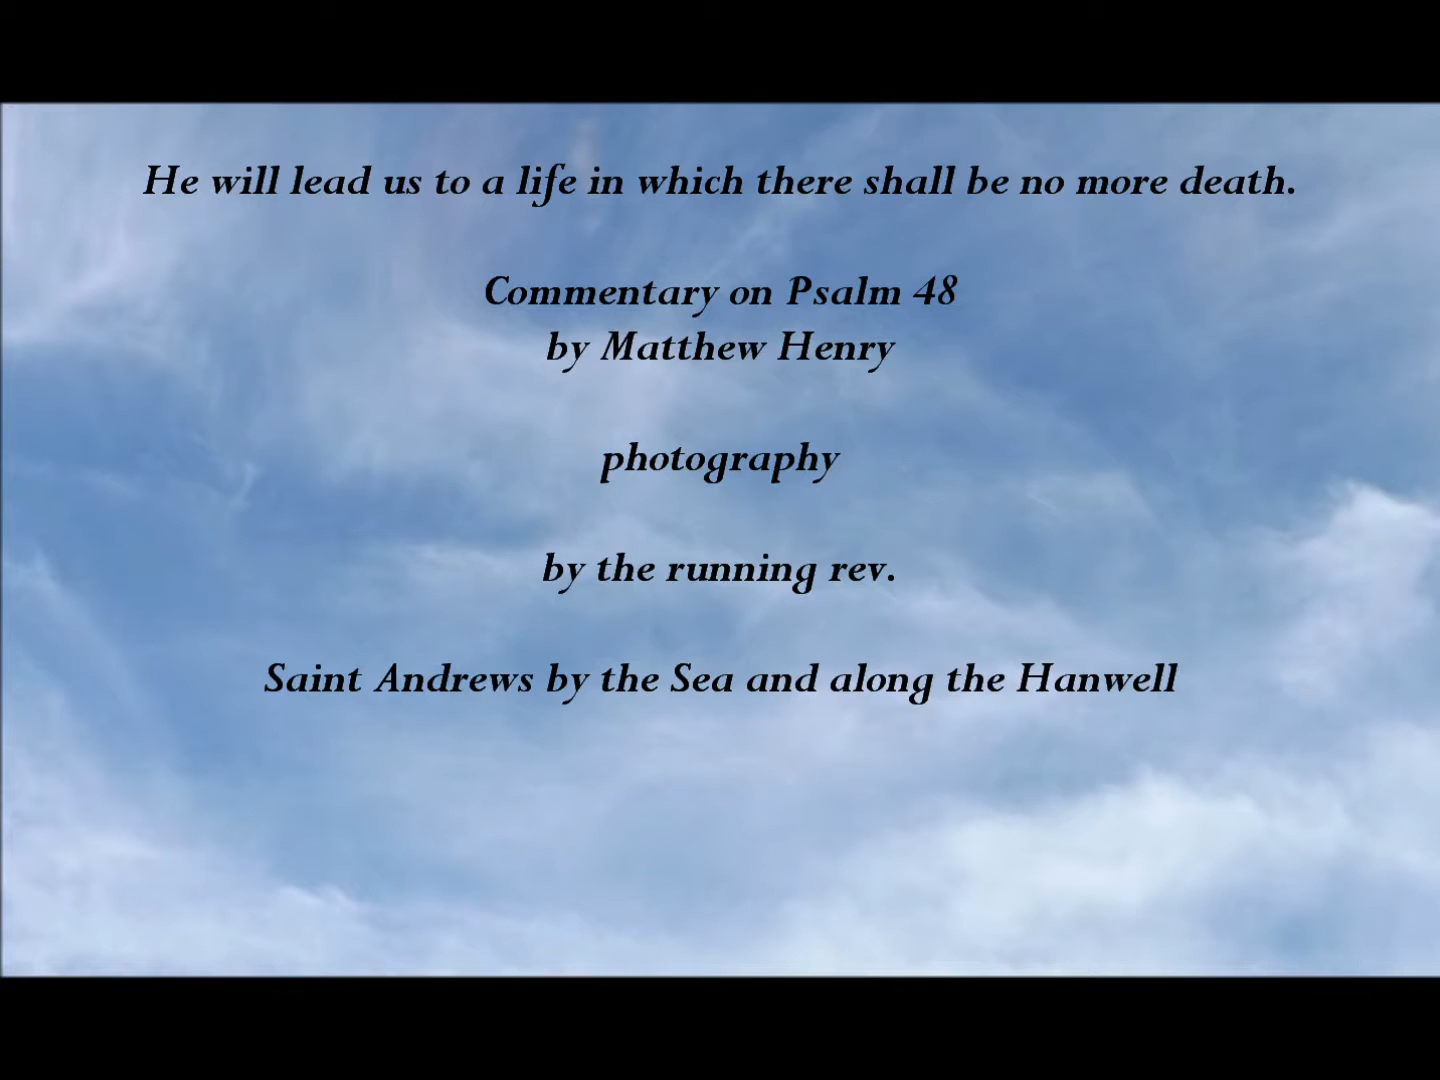 He will lead us to a life in which there shall be no more death.
Commentary on Psalm 48
by Matthew Henry
photography
by the running rev.
Saint Andrews by the Sea and along the Hanwell